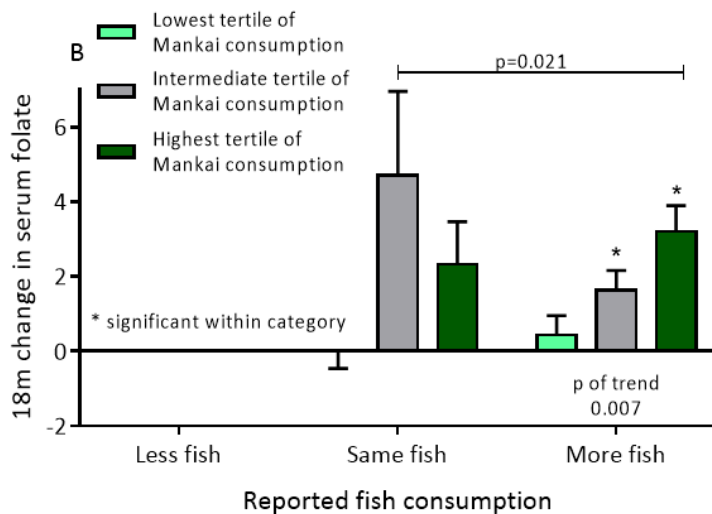 B
Lowest tertile of
Mankai consumption
Intermediate tertile of
Mankai consumption
Highest tertile of
Mankai consumption
p=0.021
18m change in serum folate
6
4
2
0
-2
*
*
* significant within category
p of trend
0.007
Less fish
Same fish
More fish
Reported fish consumption